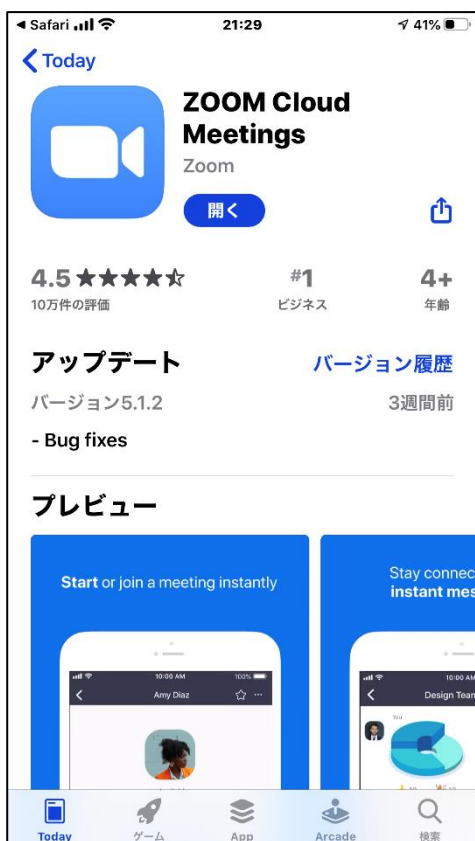 Safari 21:29 41%
Today
ZOOM Cloud
Meetings
Zoom
開く
4.5 #1 4+
10万件の評価 ビジネス 年齢
アップデート バージョン履歴
バージョン5.1.2 3週間前
- Bug fixes
プレビュー
Start or join a meeting instantly
Stay connec
instant mes
10:00 AM 100%
Amy Diaz
10:00 AM
Design Team
You
Today ゲーム App Arcade 検索